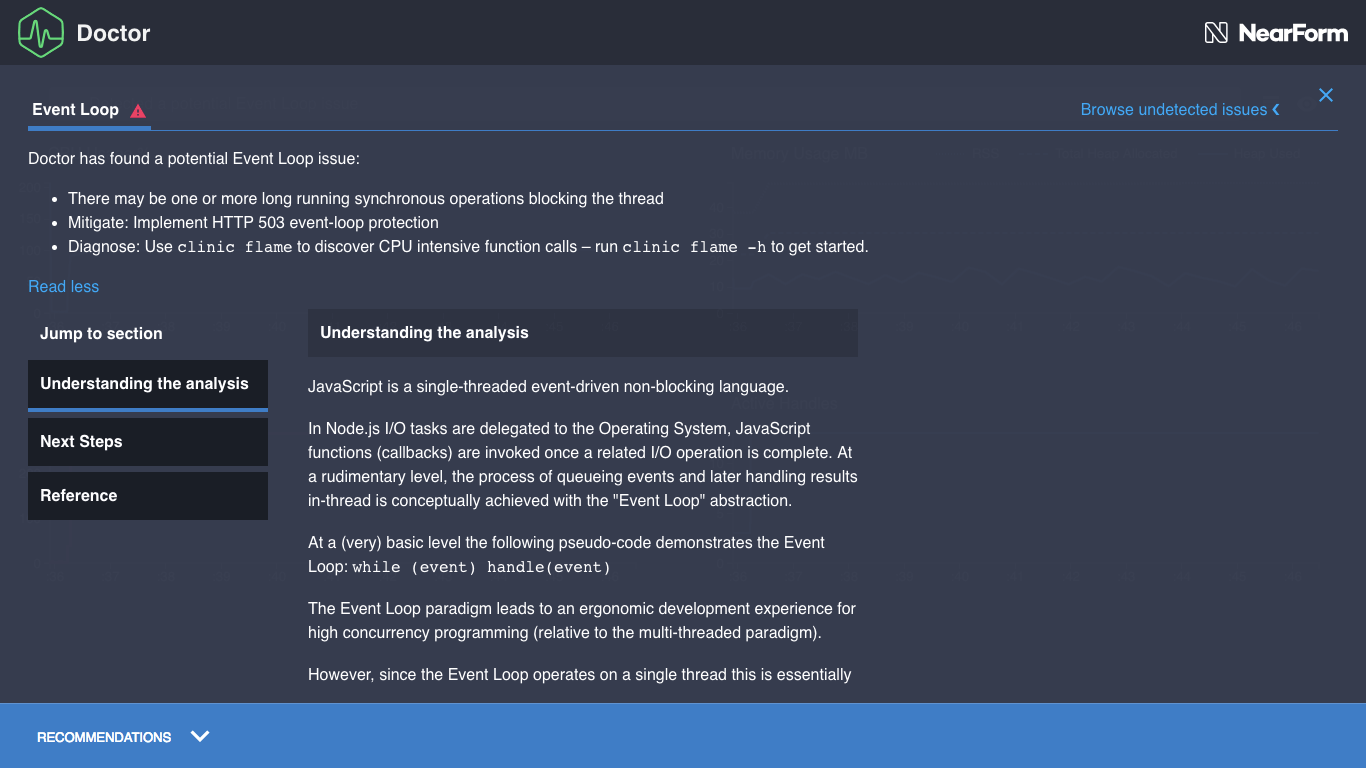 Doctor
NearForm
Event Loop
Browse undetected issues
Doctor has found a potential Event Loop issue:
• There may be one or more long running synchronous operations blocking the thread
• Mitigate: Implement HTTP 503 event-loop protection
• Diagnose: Use clinic flame to discover CPU intensive function calls – run clinic flame -h to get started.
Read less
Jump to section
Understanding the analysis
Next Steps
Reference
Understanding the analysis
JavaScript is a single-threaded event-driven non-blocking language.
In Node.js I/O tasks are delegated to the Operating System, JavaScript
functions (callbacks) are invoked once a related I/O operation is complete. At
a rudimentary level, the process of queueing events and later handling results
in-thread is conceptually achieved with the "Event Loop" abstraction.
At a (very) basic level the following pseudo-code demonstrates the Event
Loop: while (event) handle(event)
The Event Loop paradigm leads to an ergonomic development experience for
high concurrency programming (relative to the multi-threaded paradigm).
However, since the Event Loop operates on a single thread this is essentially
RECOMMENDATIONS